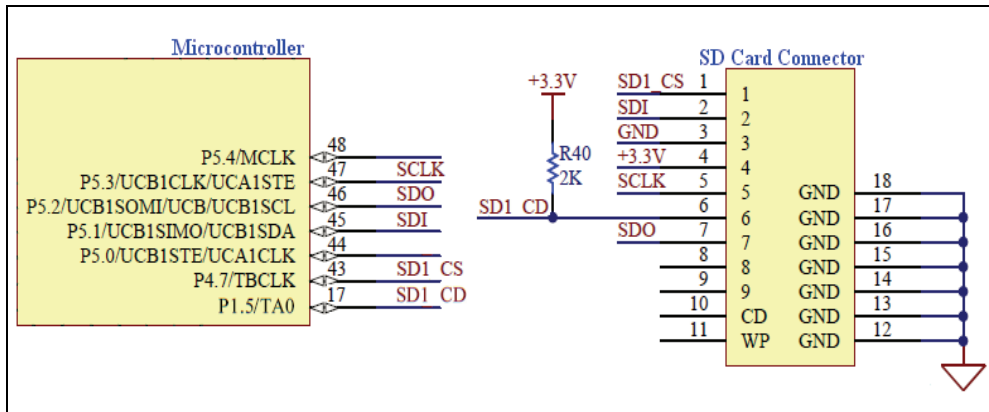 Microcontroller
P5.4/MCLK 48
P5.3/UCB1CLK/UCA1STE 47 SCLK
P5.2/UCB1SOMI/UCB/UCB1SCL 46 SDO
P5.1/UCB1SIMO/UCB1SDA 45 SDI
P5.0/UCB1STE/UCA1CLK 44
P4.7/TBCLK 43 SD1_CS
P1.5/TA0 17 SD1_CD
+3.3V
R40
2K
SD1_CD
SD Card Connector
SD1_CS 1 1
SDI 2 2
GND 3 3
+3.3V 4 4
SCLK 5 5 GND 18
6 6 GND 17
SDO 7 7 GND 16
8 8 GND 15
9 9 GND 14
10 CD GND 13
11 WP GND 12